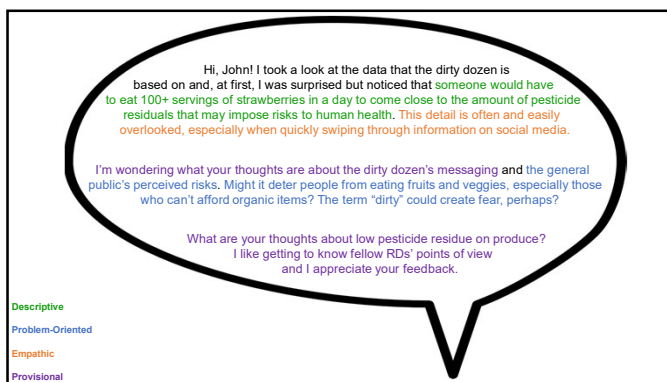 Hi, John! I took a look at the data that the dirty dozen is
based on and, at first, I was surprised but noticed that someone would have
to eat 100+ servings of strawberries in a day to come close to the amount of pesticide
residuals that may impose risks to human health. This detail is often and easily
overlooked, especially when quickly swiping through information on social media.
I'm wondering what your thoughts are about the dirty dozen's messaging and the general
public's perceived risks. Might it deter people from eating fruits and veggies, especially those
who can't afford organic items? The term “dirty” could create fear, perhaps?
What are your thoughts about low pesticide residue on produce?
I like getting to know fellow RDs' points of view
and I appreciate your feedback.
Descriptive
Problem-Oriented
Empathic
Provisional